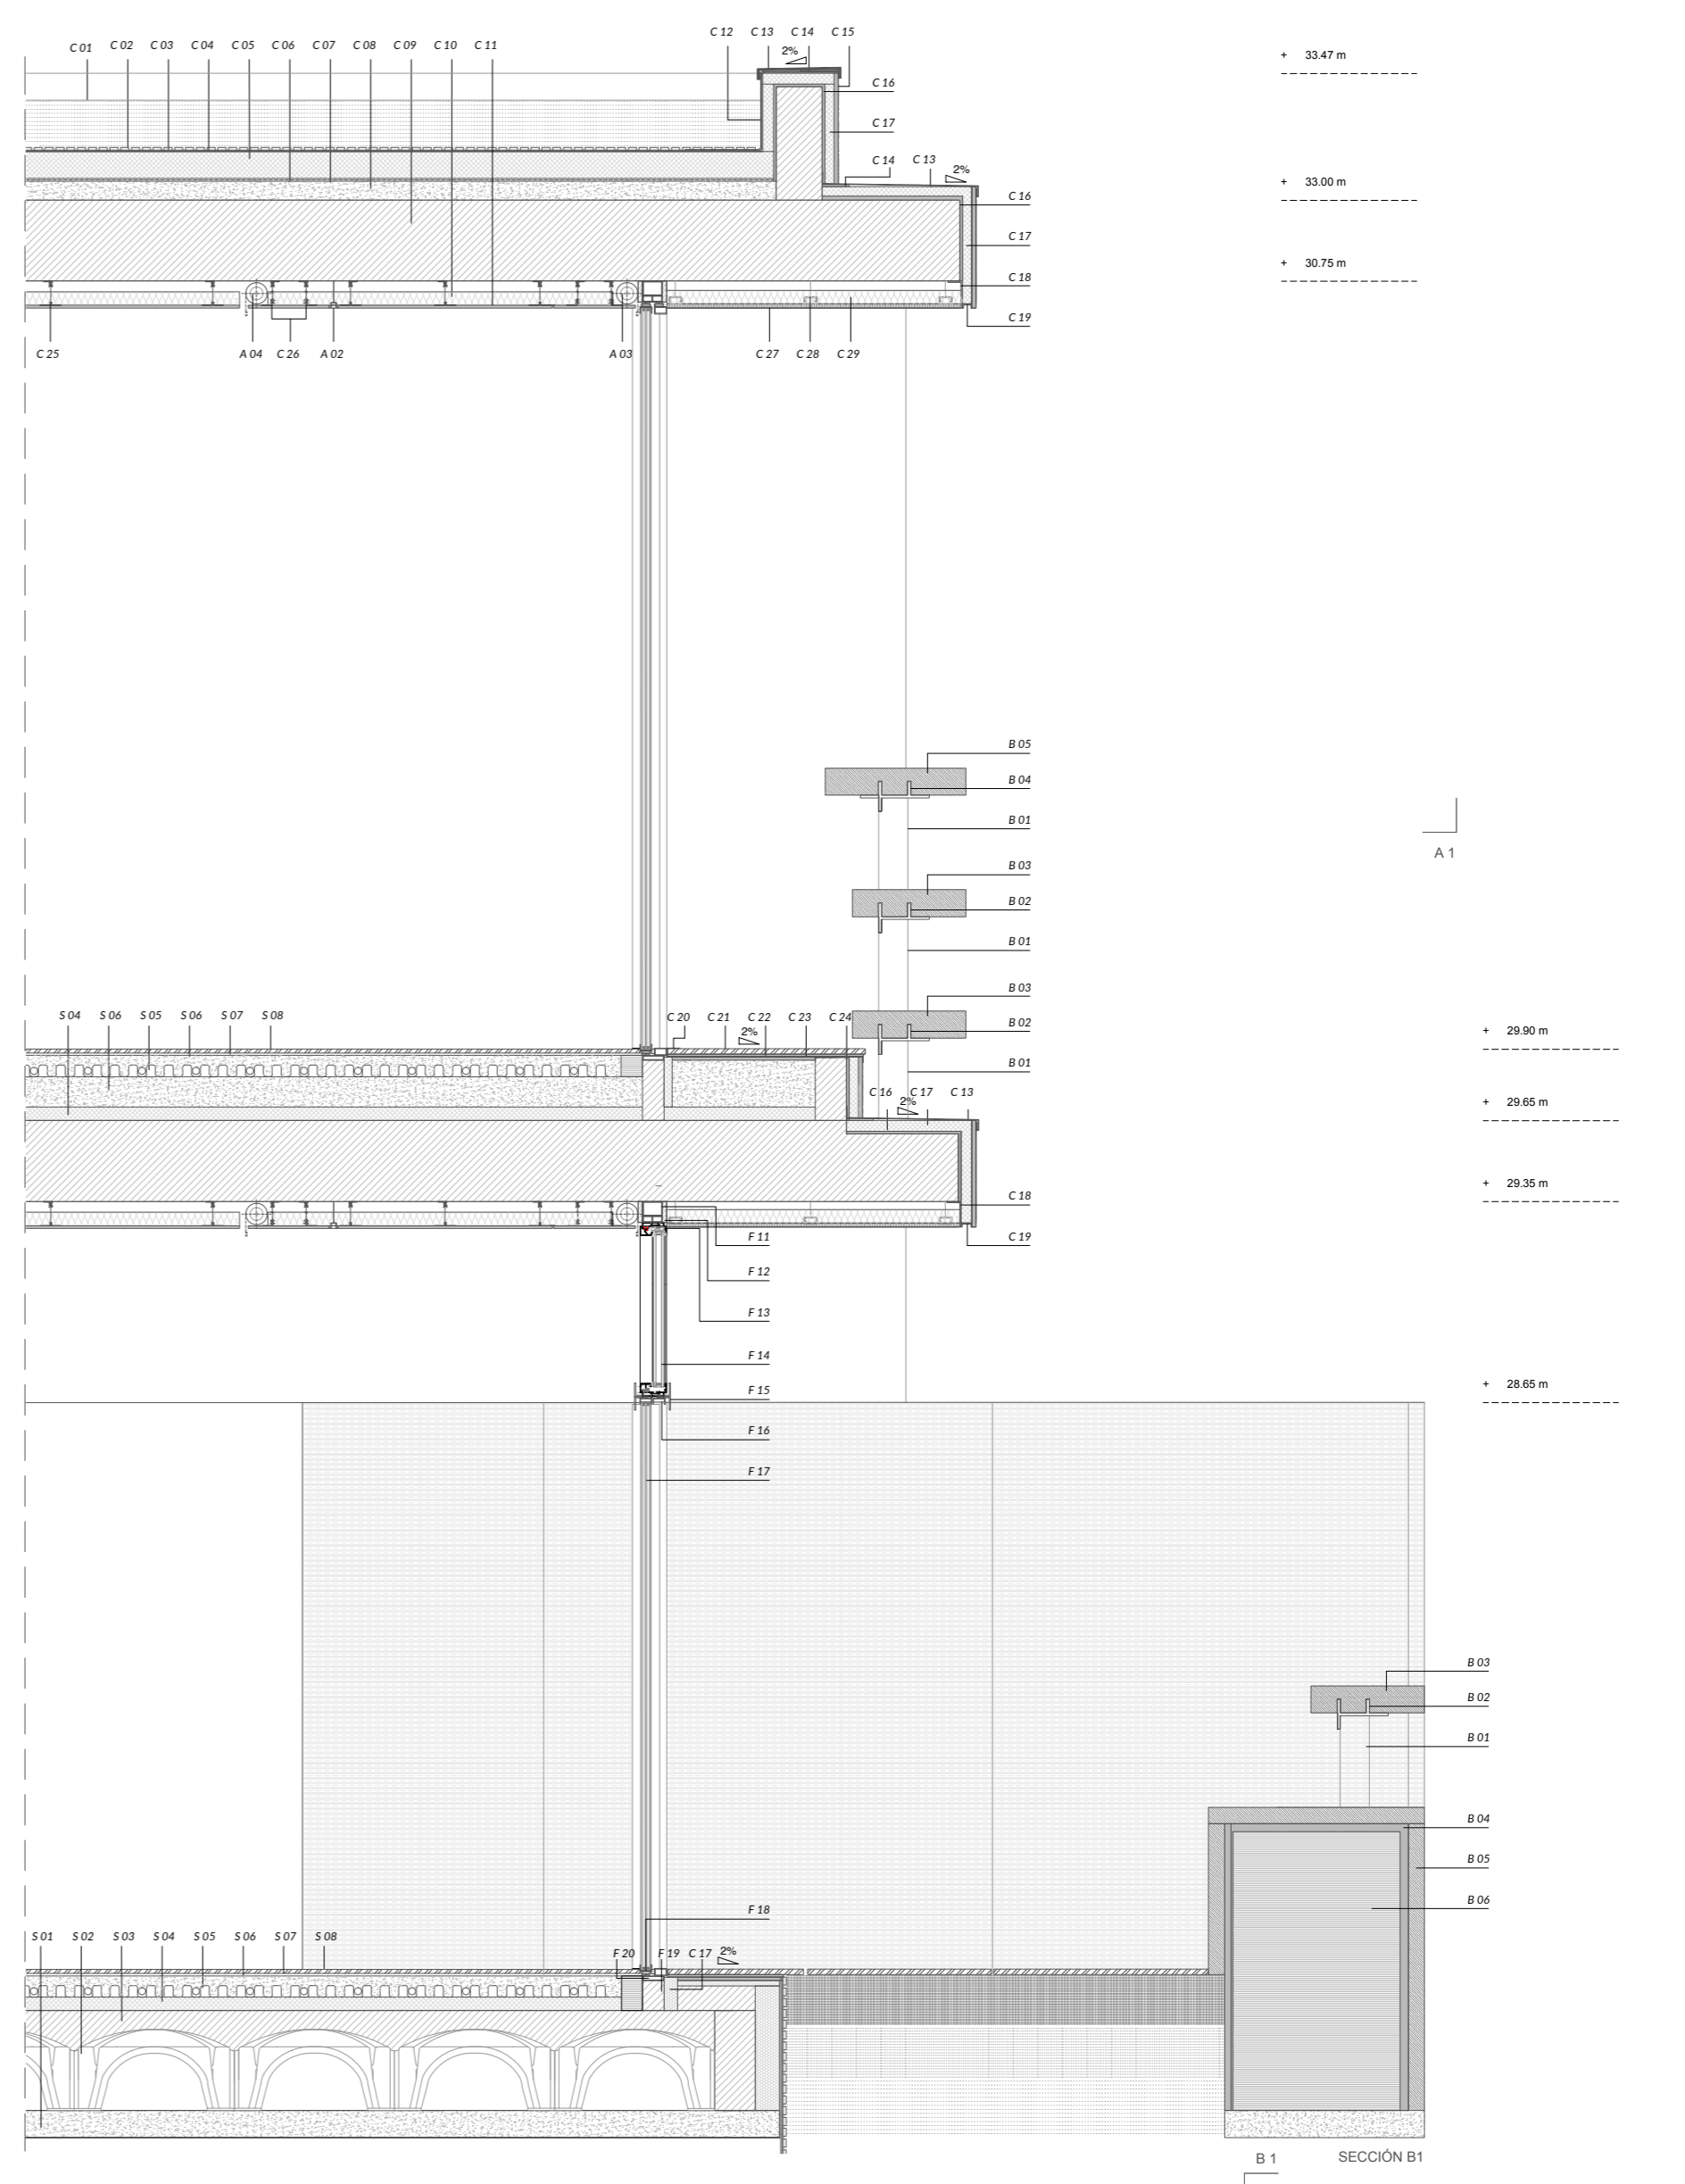 C 01 C 02 C 03 C 04 C 05 C 06 C 07 C 08 C 09 C 10 C 11 C 12 C 13 C 14 C 15
2%
+ 33.47 m
C 16
C 17
C 14 C 13
2%
+ 33.00 m
C 16
C 17
+ 30.75 m
C 18
C 19
C 25 A 04 C 26 A 02 A 03 C 27 C 28 C 29
B 05
B 04
B 01
A 1
B 03
B 02
B 01
B 03
S 04 S 06 S 05 S 06 S 07 S 08 C 20 C 21 C 22 C 23 C 24
B 02
2%
+ 29.90 m
B 01
C 16 C 17 C 13
2%
+ 29.65 m
+ 29.35 m
C 18
F 11 C 19
F 12
F 13
F 14
F 15
+ 28.65 m
F 16
F 17
B 03
B 02
B 01
B 04
B 05
B 06
F 18
S 01 S 02 S 03 S 04 S 05 S 06 S 07 S 08
F 20 F 19 C 17 2%
B 1 SECCIÓN B1